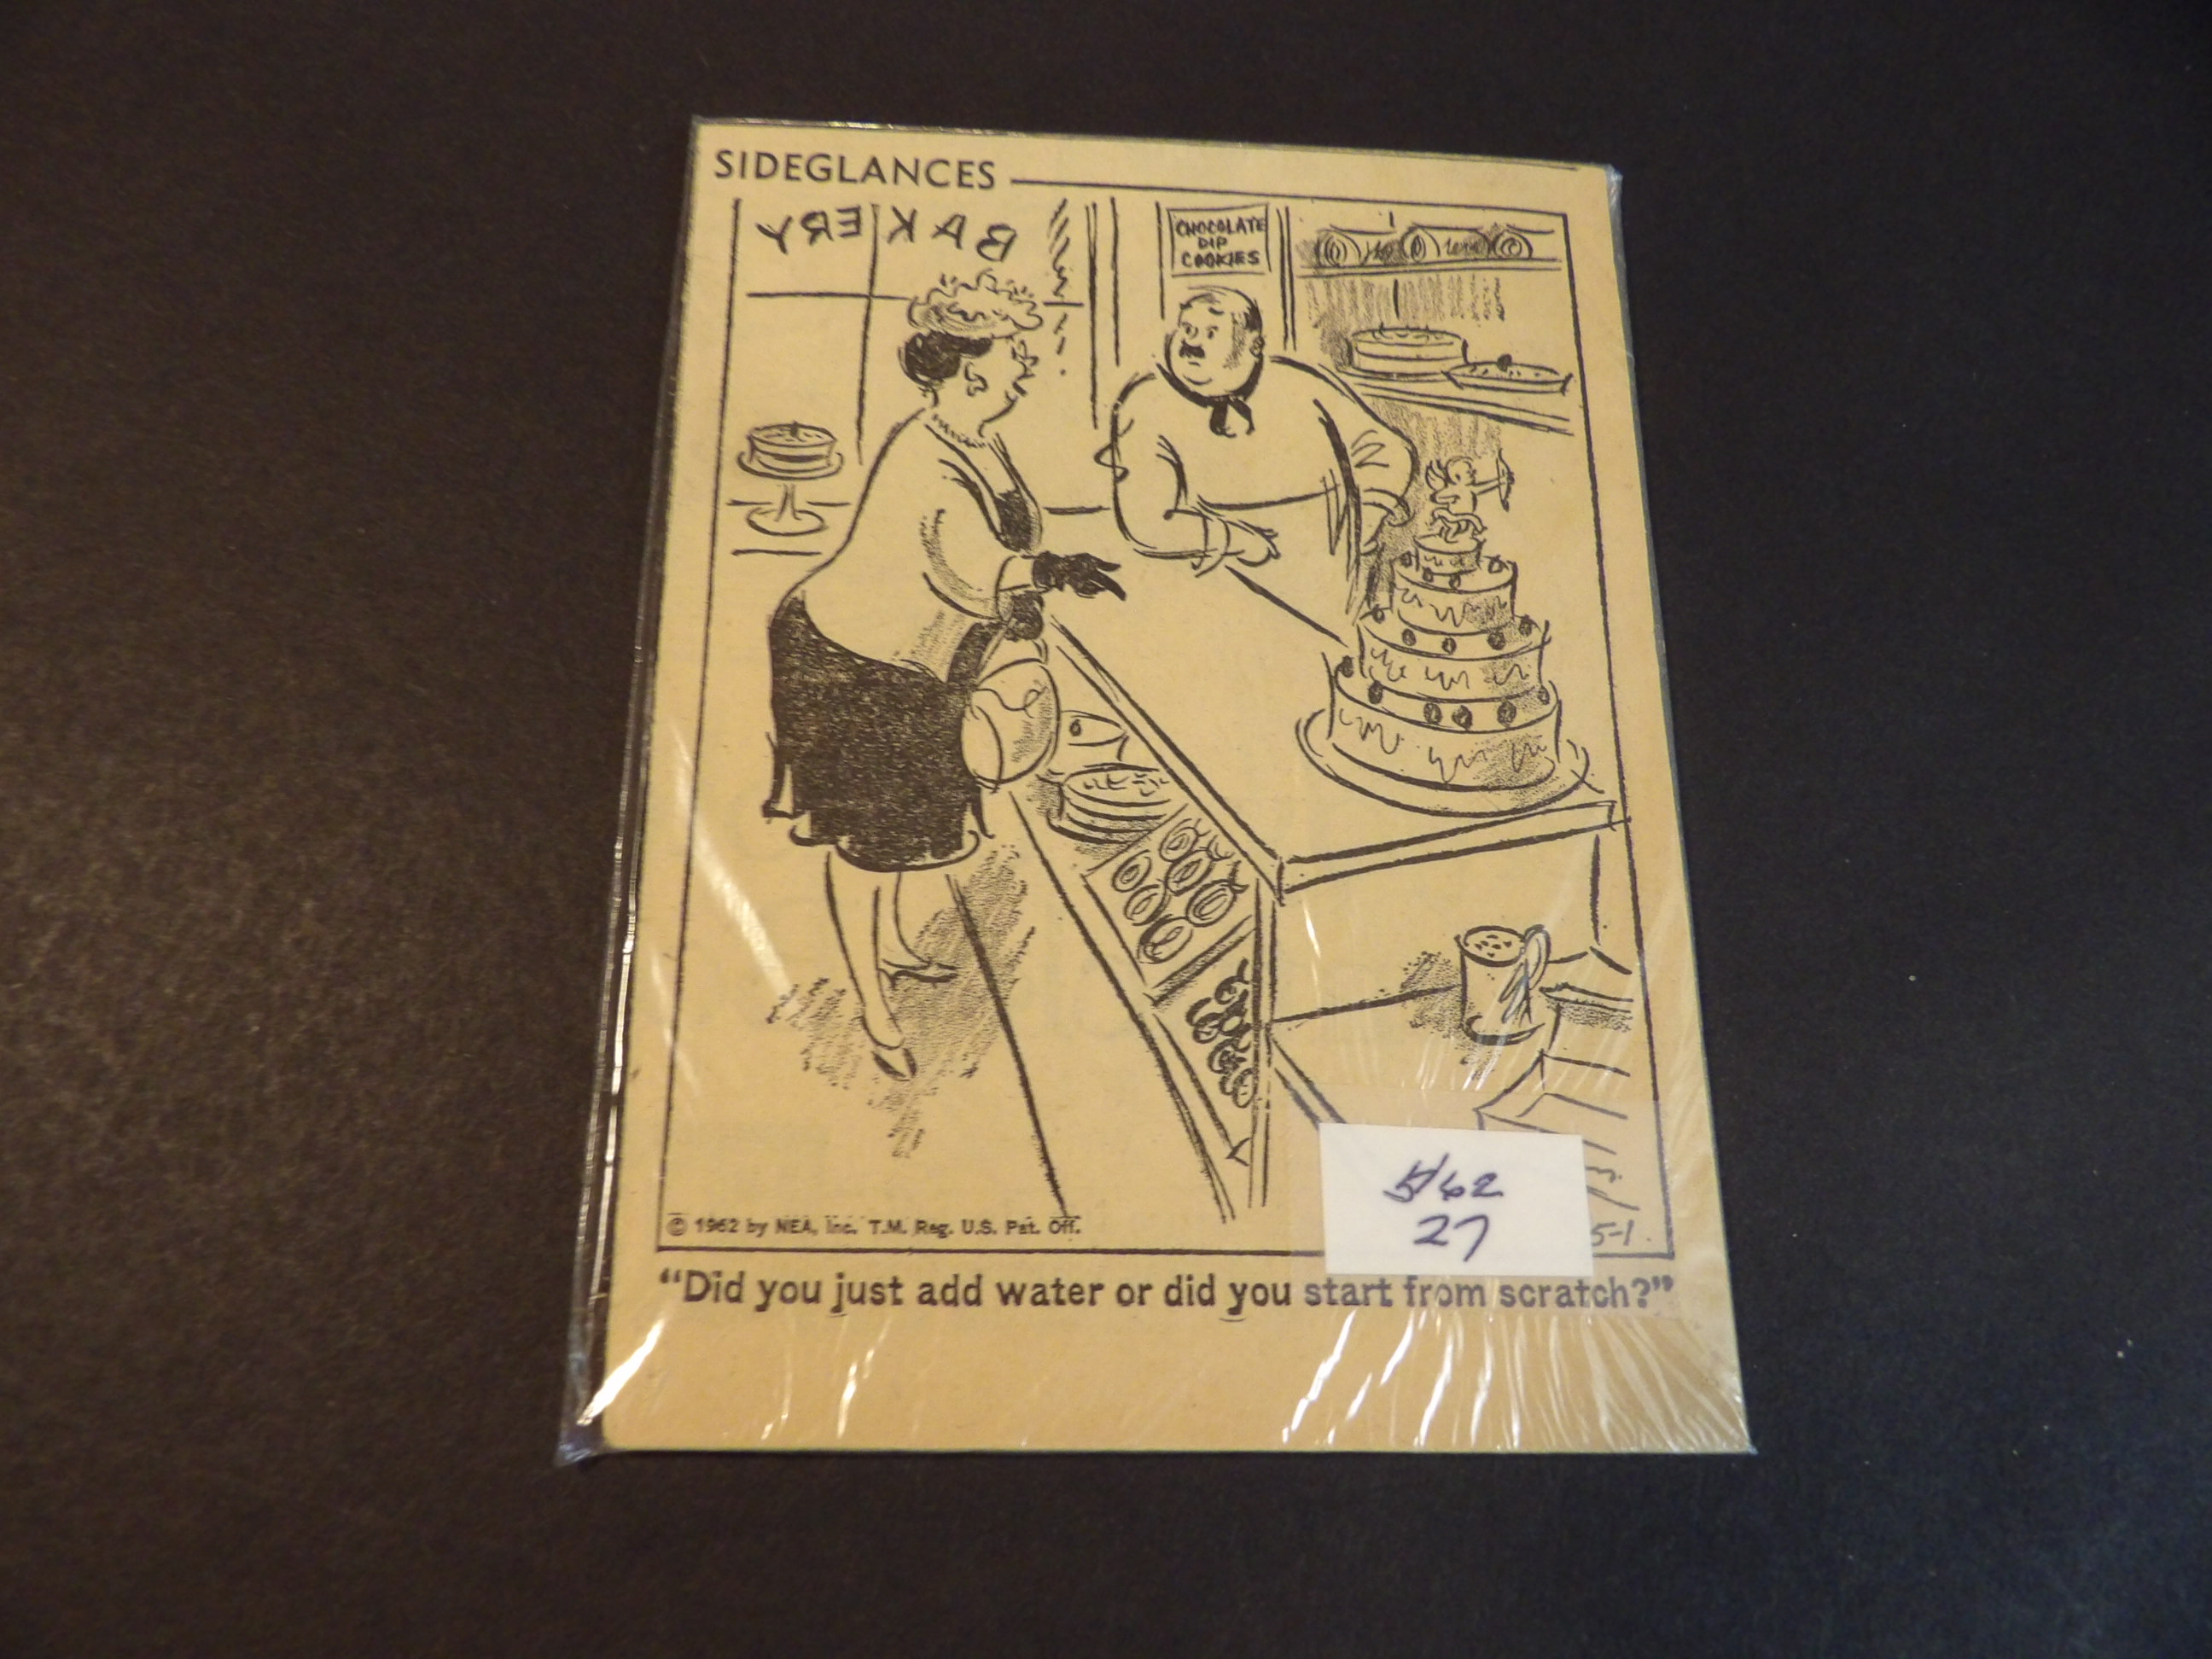 SIDEGLANCES
BAKERY
CHOCOLATE
DIP
COOKIES
5/62
27
© 1962 by NEA, Inc. T.M. Reg. U.S. Pat. Off.
5-1
“Did you just add water or did you start from scratch?”